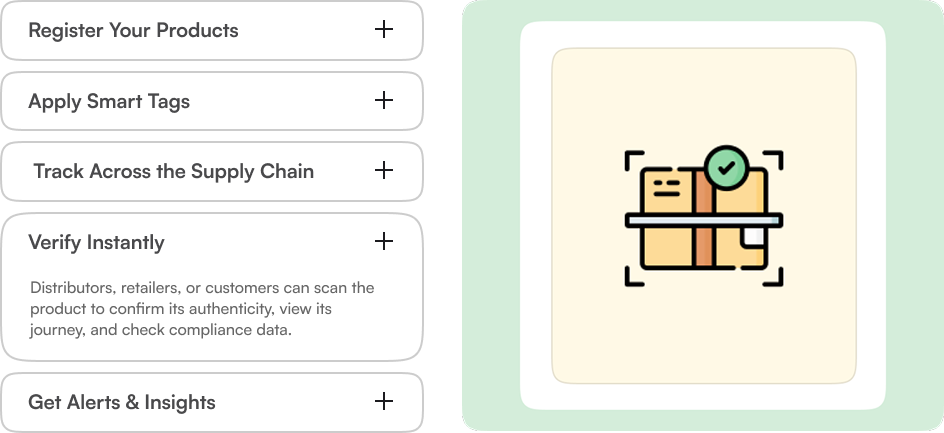 Register Your Products
Apply Smart Tags
Track Across the Supply Chain
Verify Instantly
Distributors, retailers, or customers can scan the
product to confirm its authenticity, view its
journey, and check compliance data.
Get Alerts & Insights